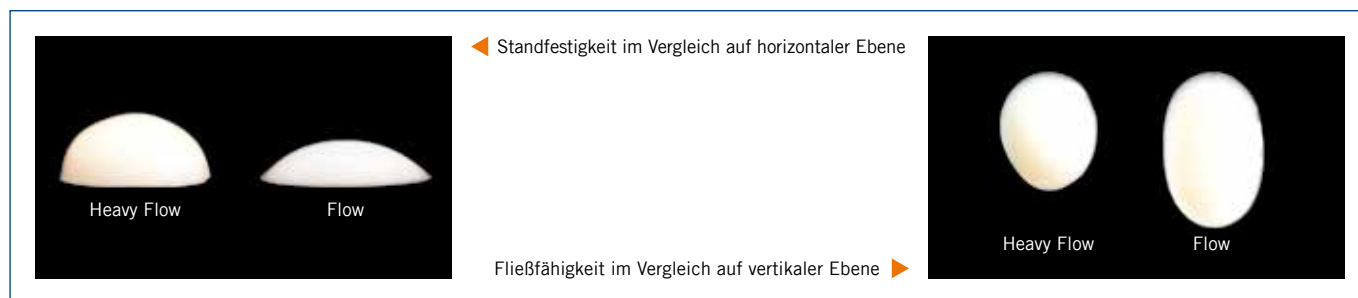 Standfestigkeit im Vergleich auf horizontaler Ebene
Heavy Flow
Flow
Heavy Flow
Flow
Fließfähigkeit im Vergleich auf vertikaler Ebene